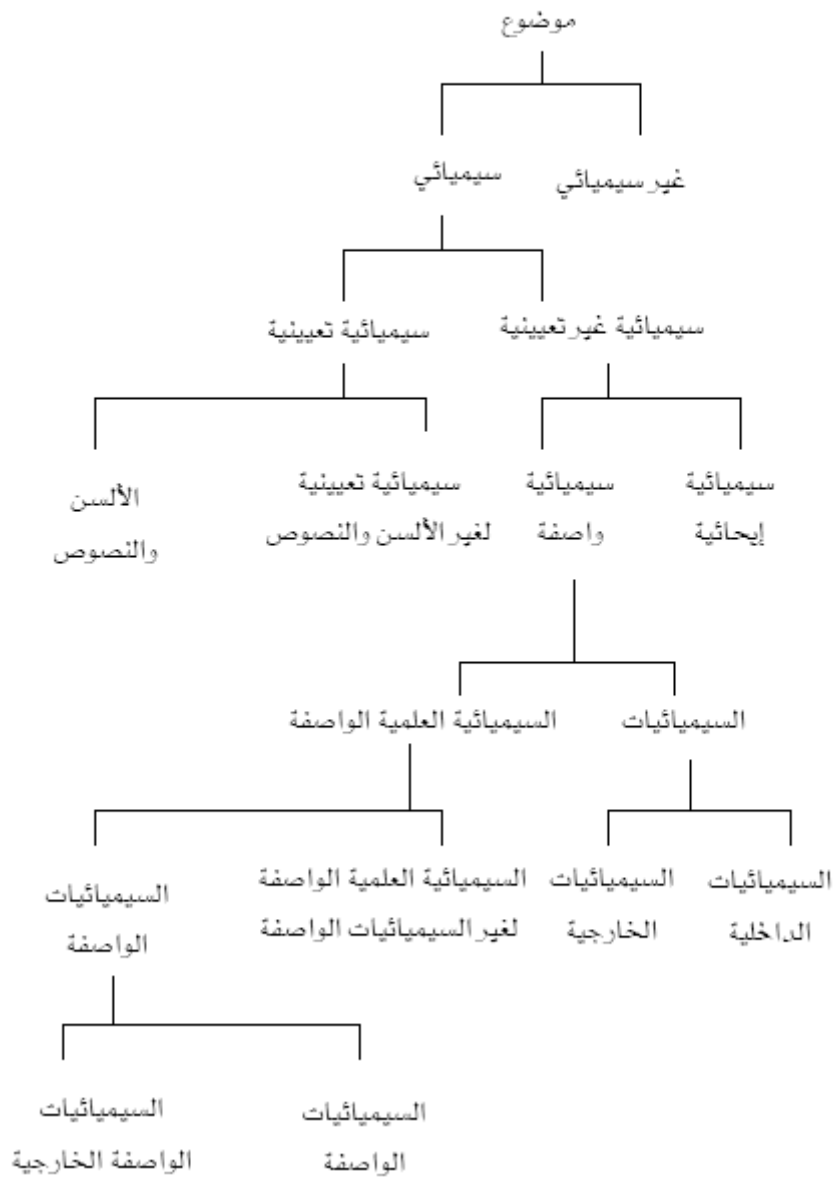 موضوع
غير سيميائي
سيميائي
سيميائية غير تعيينية
سيميائية تعيينية
سيميائية
إيحائية
سيميائية
واصفة
سيميائية تعيينية
لغير الألسن والنصوص
الألسن
والنصوص
السيميائيات
السيميائية العلمية الواصفة
السيميائيات
الداخلية
السيميائيات
الخارجية
السيميائية العلمية الواصفة
لغير السيميائيات الواصفة
السيميائيات
الواصفة
السيميائيات
الواصفة
السيميائيات
الواصفة الخارجية